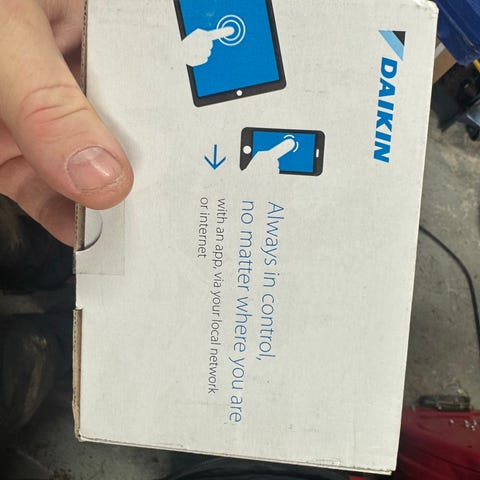 DAIKIN
Always in control,
no matter where you are
with an app, via your local network
or internet